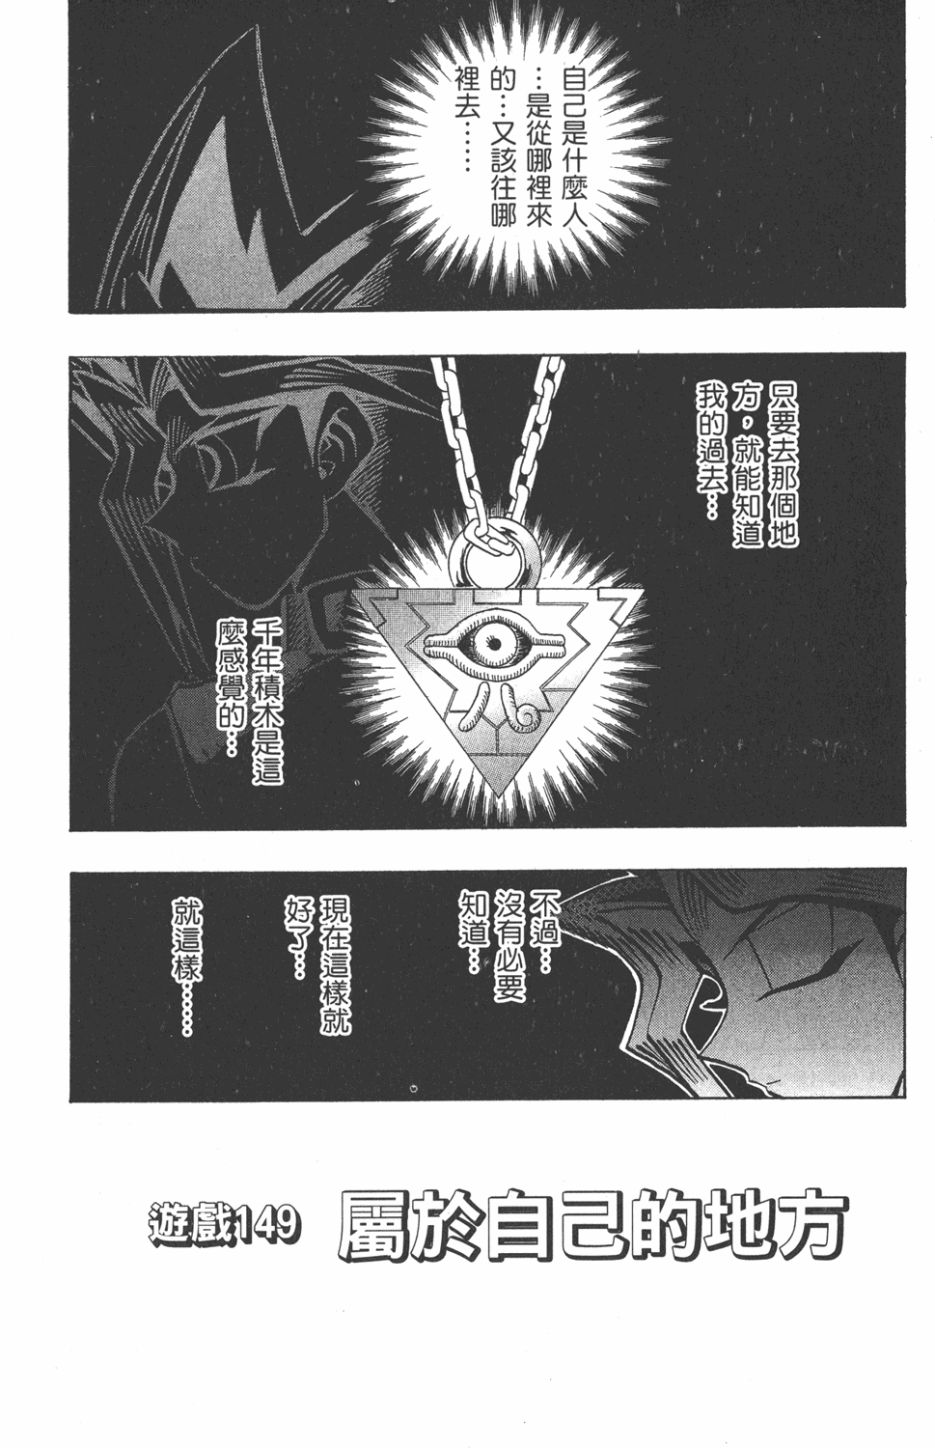 自己是什麼人
…是從哪裡來
的…又該往哪
裡去……
只要去那個地
方，就能知道
我的過去…
千年積木是這
麼感覺的…
不過…
沒有必要
知道…
現在這樣就
好了…
就這樣……
遊戲149 屬於自己的地方